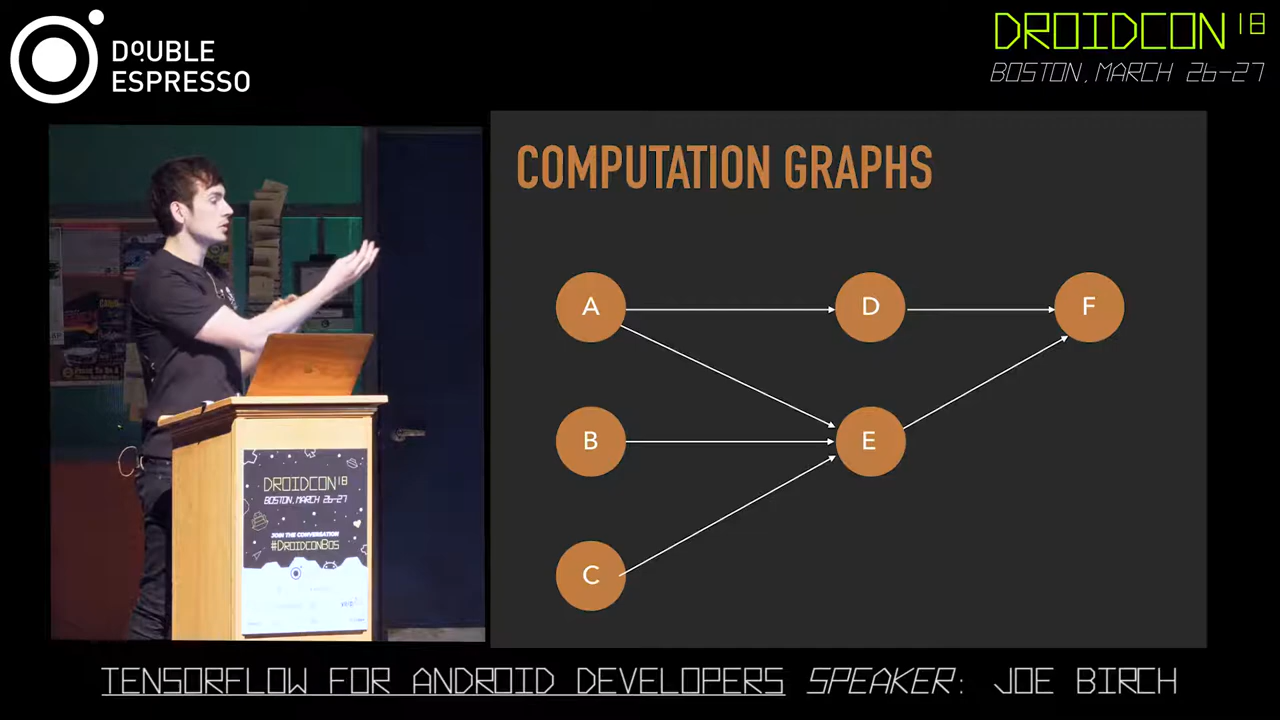 DOUBLE
ESPRESSO
DROIDCON 18
BOSTON, MARCH 26-27
COMPUTATION GRAPHS
A
D
F
B
E
C
DROIDCON 18
BOSTON, MARCH 26-27
JOIN THE CONVERSATION!
#DROIDCONBOS
TENSORFLOW FOR ANDROID DEVELOPERS SPEAKER: JOE BIRCH